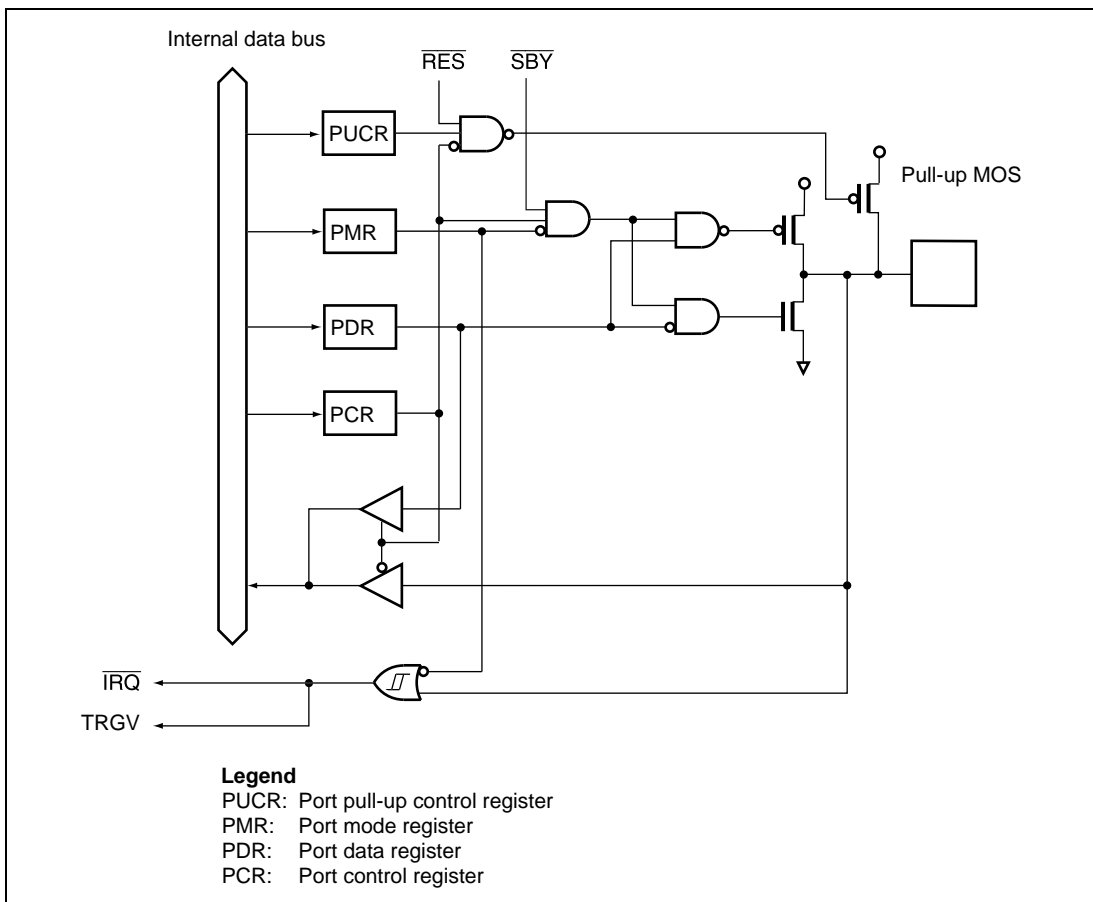 Internal data bus
RES
SBY
PUCR
Pull-up MOS
PMR
PDR
PCR
IRQ
TRGV
Legend
PUCR: Port pull-up control register
PMR: Port mode register
PDR: Port data register
PCR: Port control register